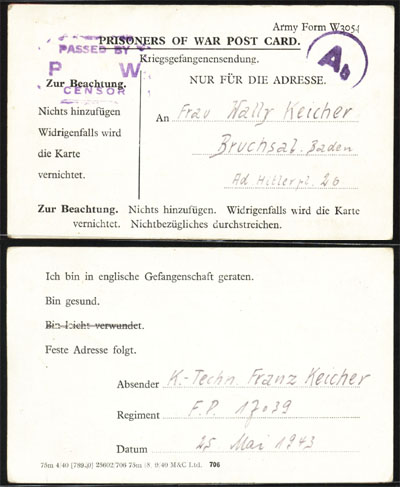 Army Form W3054
PRISONERS OF WAR POST CARD.
PASSED BY
P W
CENSOR
Kriegsgefangenensendung.
Zur Beachtung.
NUR FÜR DIE ADRESSE.
Nichts hinzufügen
Widrigenfalls wird
die Karte
vernichtet.
An Frau Wally Keicher
Bruchsal. Baden
Ad. Hitlerpl. 26
Zur Beachtung. Nichts hinzufügen. Widrigenfalls wird die Karte
vernichtet. Nichtbezügliches durchstreichen.
Ich bin in englische Gefangenschaft geraten.
Bin gesund.
Bin leicht verwundet.
Feste Adresse folgt.
Absender K.-Techn. Franz Keicher
Regiment F.P. 17039
Datum 25 Mai 1943
9/40 M&C Ltd. 706